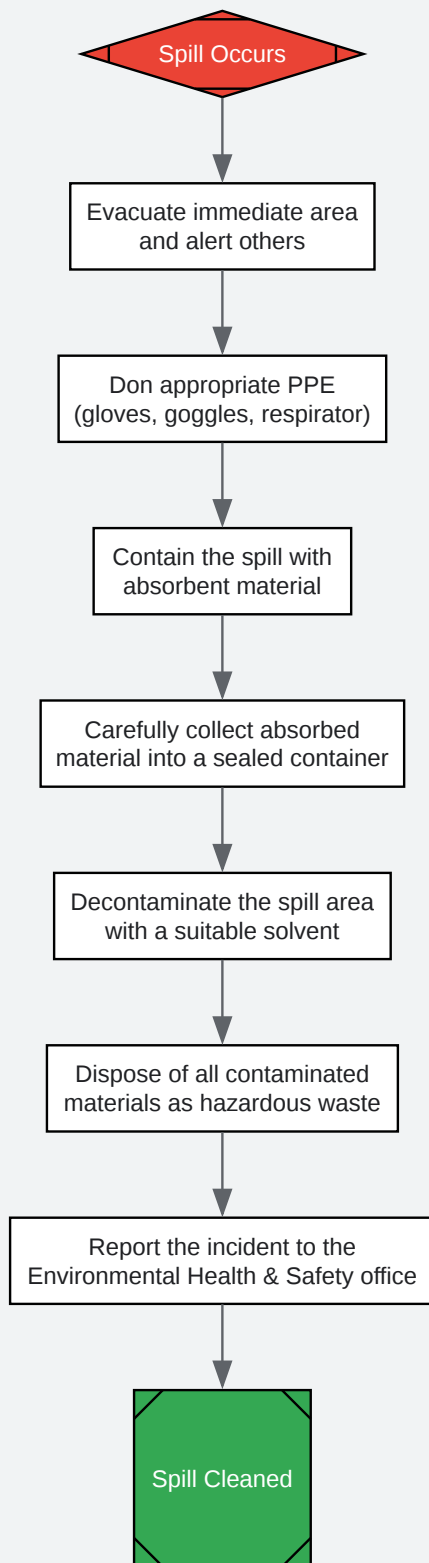 Spill Occurs
Evacuate immediate area
and alert others
Don appropriate PPE
(gloves, goggles, respirator)
Contain the spill with
absorbent material
Carefully collect absorbed
material into a sealed container
Decontaminate the spill area
with a suitable solvent
Dispose of all contaminated
materials as hazardous waste
Report the incident to the
Environmental Health & Safety office
Spill Cleaned